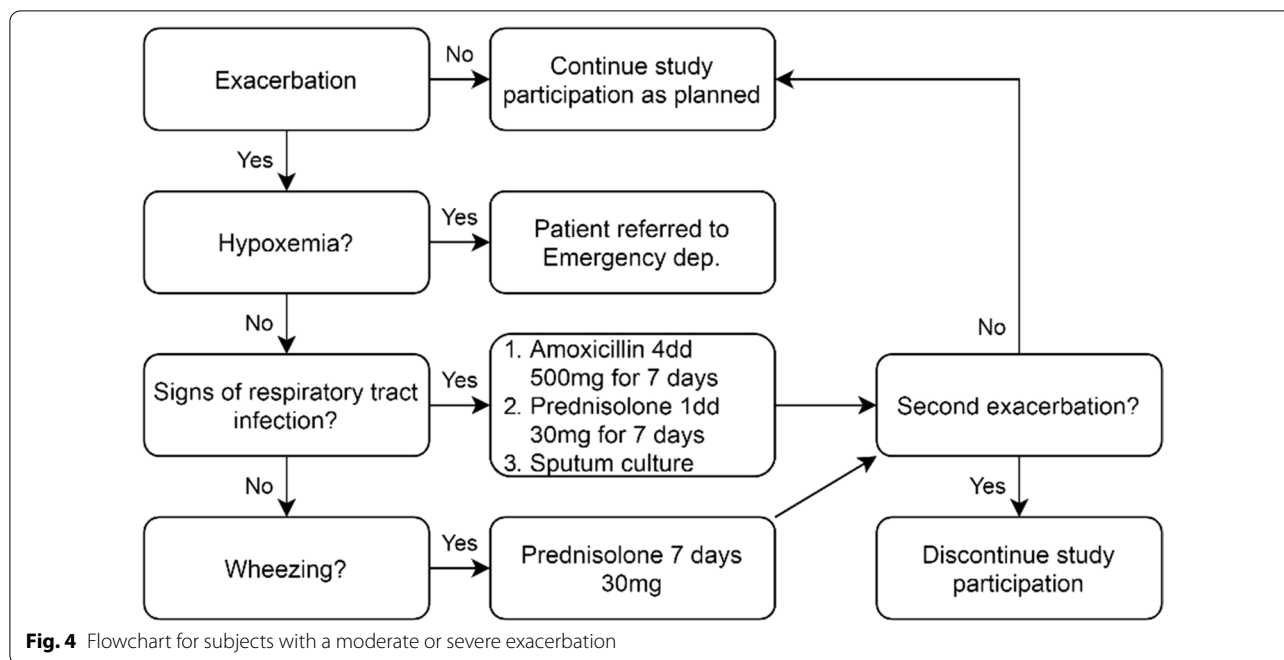 Exacerbation
No
Continue study
participation as planned
Yes
Hypoxemia?
Yes
Patient referred to
Emergency dep.
No
No
Signs of respiratory tract
infection?
Yes
1. Amoxicillin 4dd
500mg for 7 days
2. Prednisolone 1dd
30mg for 7 days
3. Sputum culture
Second exacerbation?
No
Yes
Wheezing?
Yes
Prednisolone 7 days
30mg
Discontinue study
participation
Fig. 4 Flowchart for subjects with a moderate or severe exacerbation